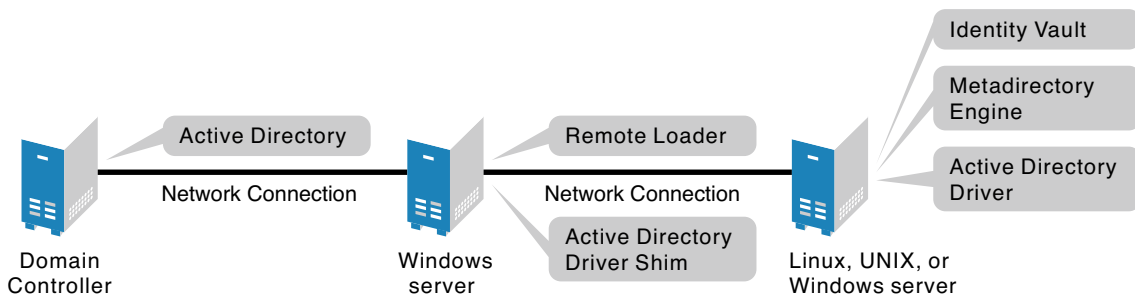 Identity Vault
Metadirectory
Engine
Active Directory
Remote Loader
Active Directory
Driver
Network Connection
Network Connection
Active Directory
Driver Shim
Domain
Controller
Windows
server
Linux, UNIX, or
Windows server